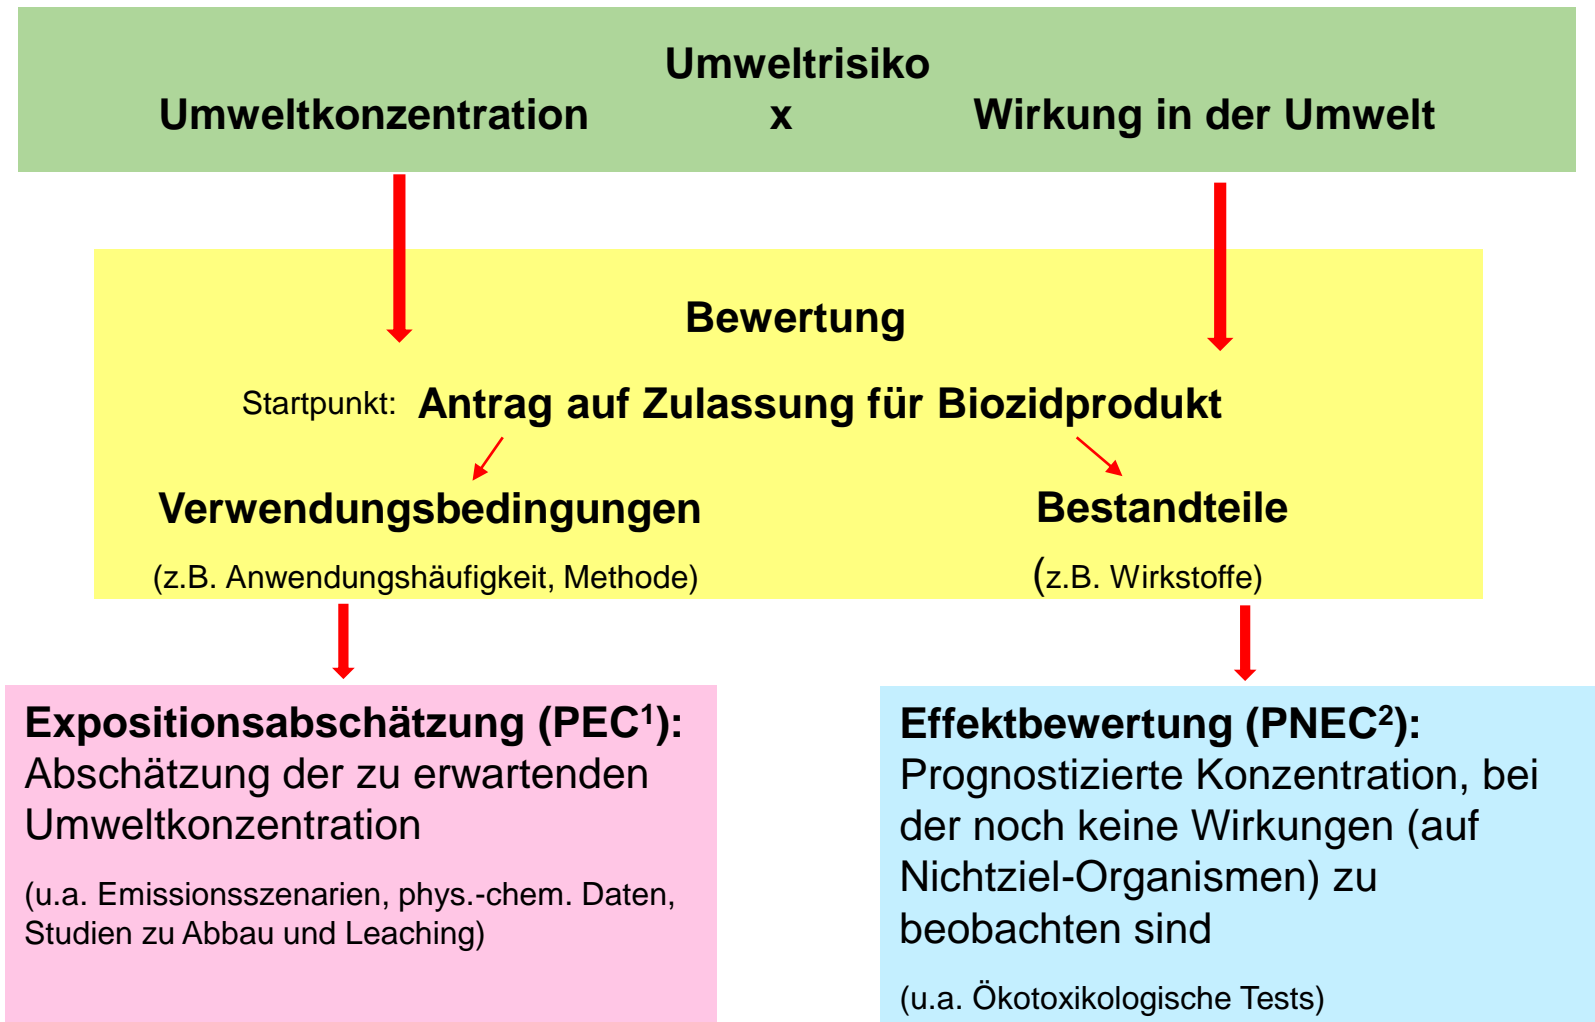 Umweltrisiko
Umweltkonzentration x Wirkung in der Umwelt
Bewertung
Startpunkt: Antrag auf Zulassung für Biozidprodukt
Verwendungsbedingungen
(z.B. Anwendungshäufigkeit, Methode)
Bestandteile
(z.B. Wirkstoffe)
Expositionsabschätzung (PEC¹):
Abschätzung der zu erwartenden
Umweltkonzentration
(u.a. Emissionsszenarien, phys.-chem. Daten,
Studien zu Abbau und Leaching)
Effektbewertung (PNEC²):
Prognostizierte Konzentration, bei
der noch keine Wirkungen (auf
Nichtziel-Organismen) zu
beobachten sind
(u.a. Ökotoxikologische Tests)